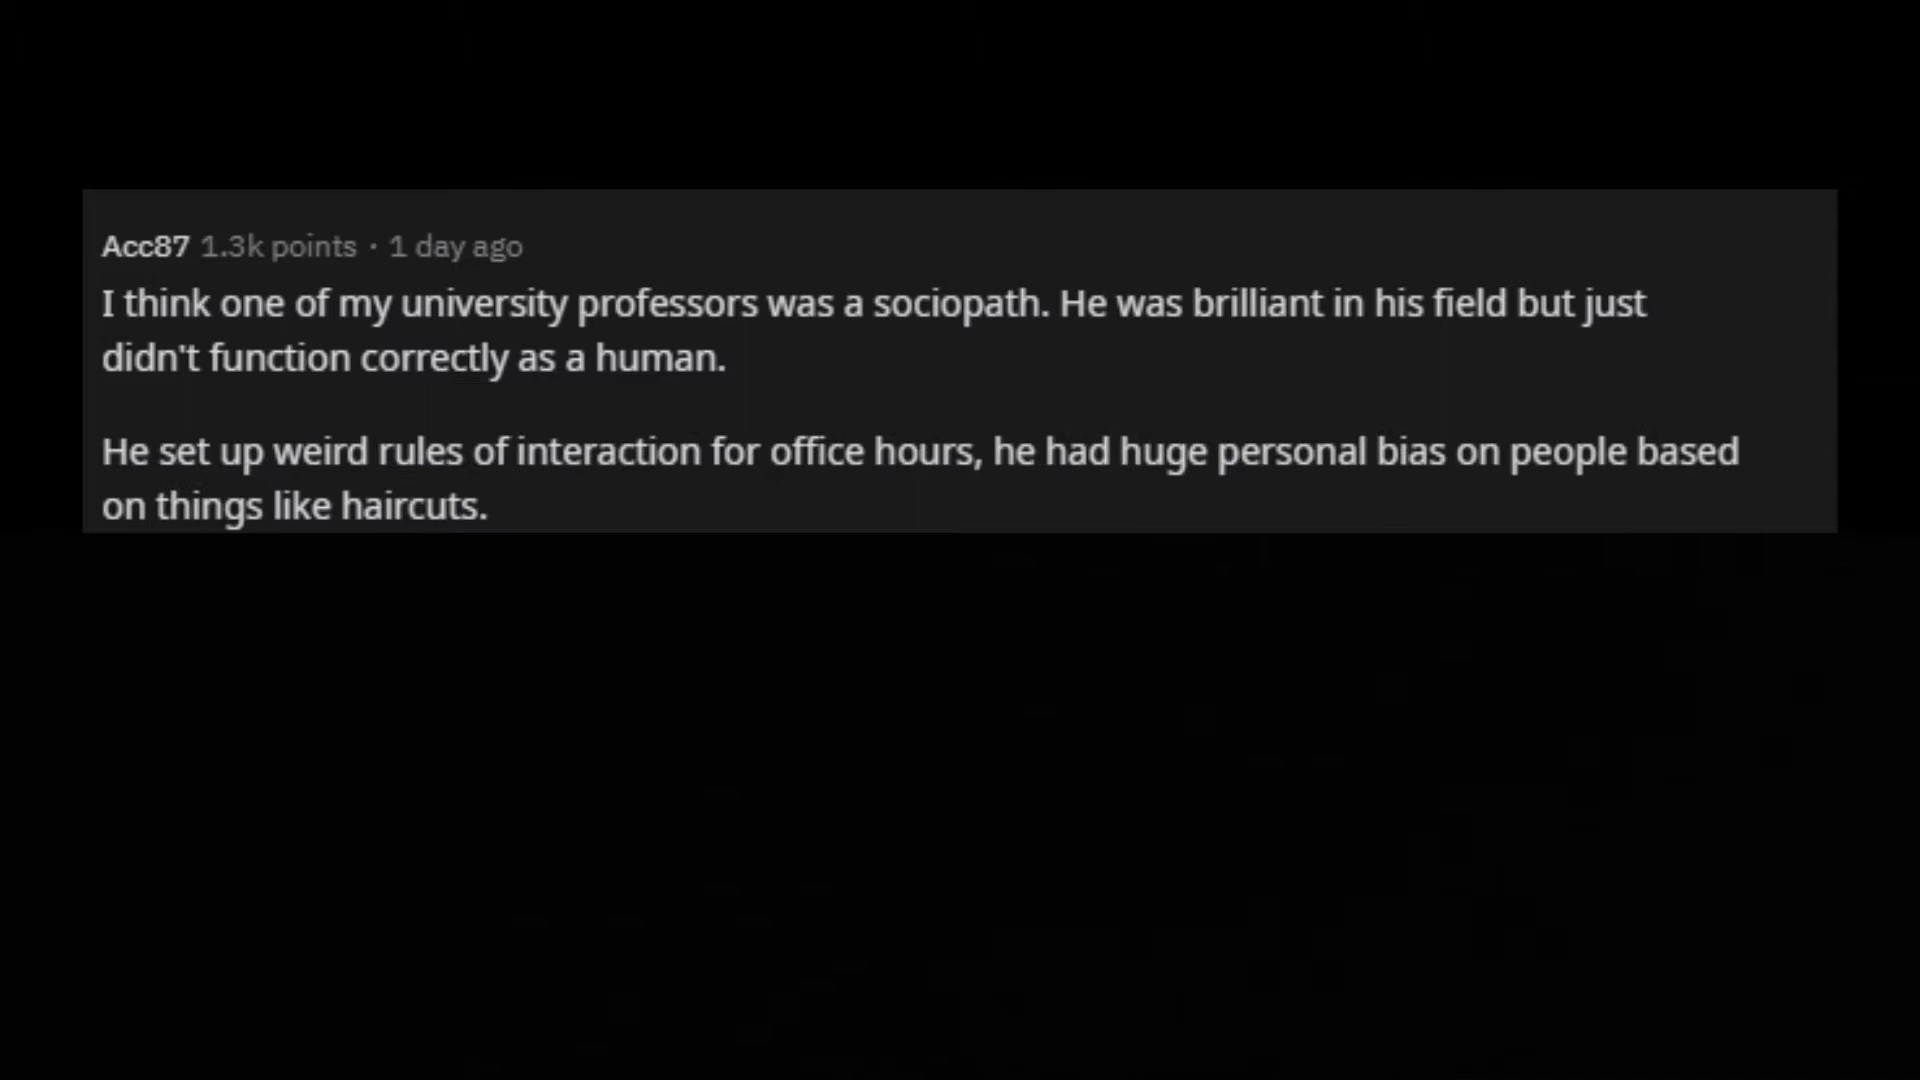 Acc87 1.3k points · 1 day ago
I think one of my university professors was a sociopath. He was brilliant in his field but just
didn't function correctly as a human.
He set up weird rules of interaction for office hours, he had huge personal bias on people based
on things like haircuts.